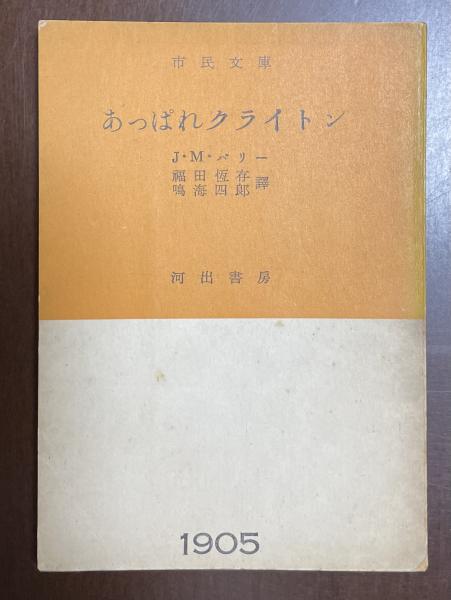 市民文庫
あっぱれクライトン
J・M・バリー
福田恆存
鳴海四郎 譯
河出書房
1905